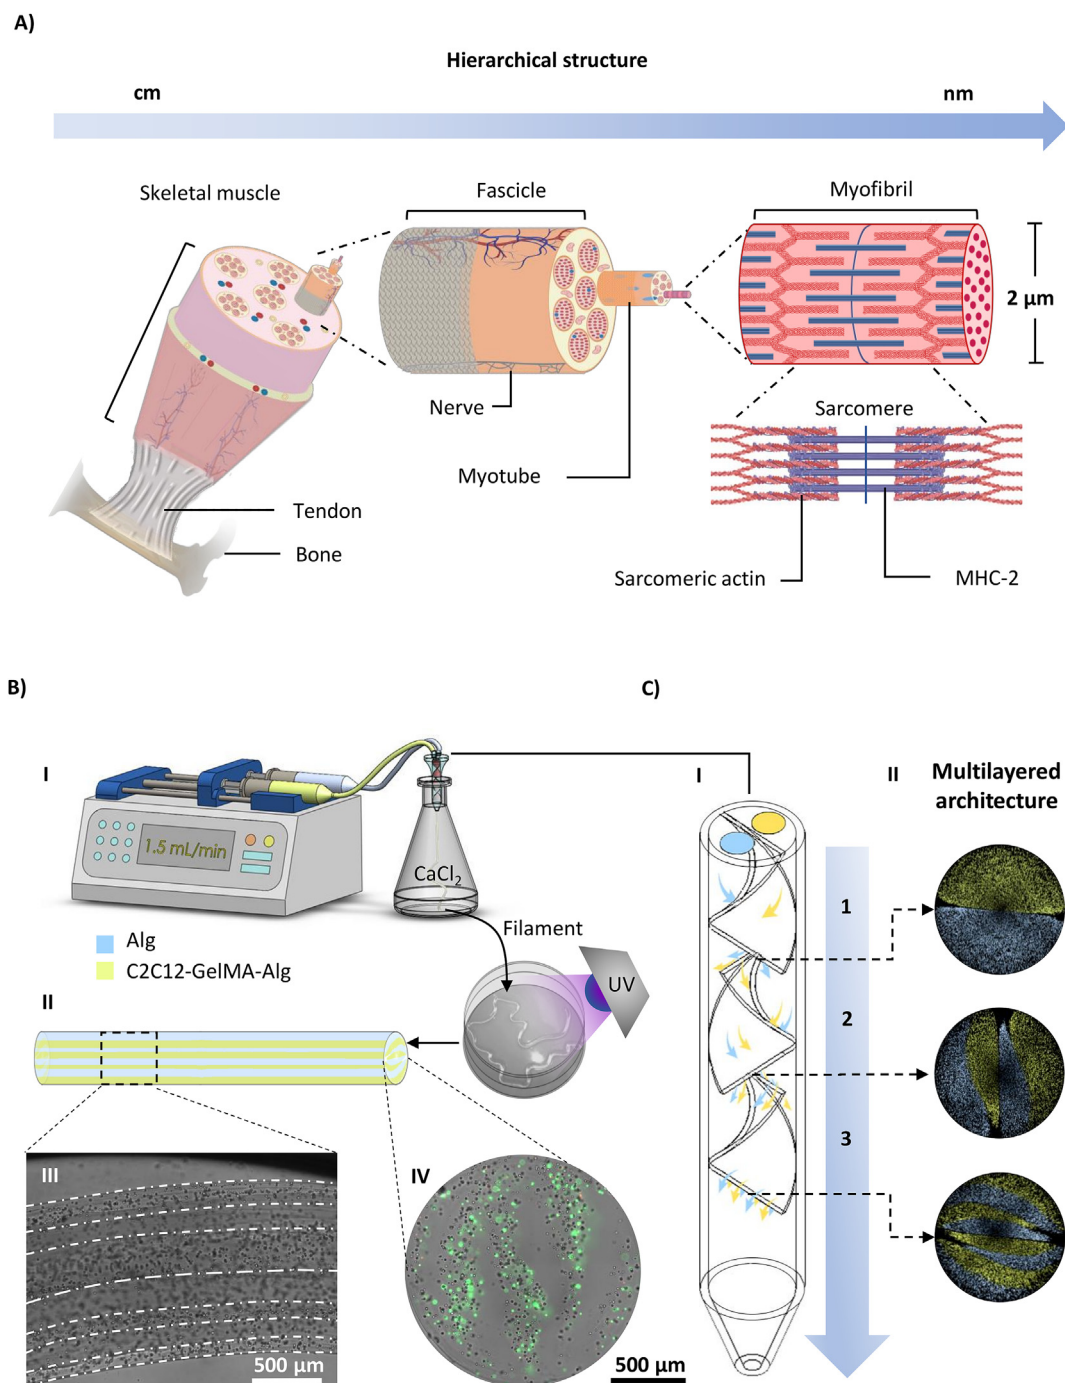 A)
Hierarchical structure
cm
nm
Skeletal muscle
Fascicle
Myofibril
2 μm
Nerve
Myotube
Sarcomere
Tendon
Bone
Sarcomeric actin
MHC-2
B)
I
1.5 mL/min
CaCl2
Filament
UV
Alg
C2C12-GelMA-Alg
II
III
500 μm
IV
500 μm
C)
I
II
Multilayered
architecture
1
2
3